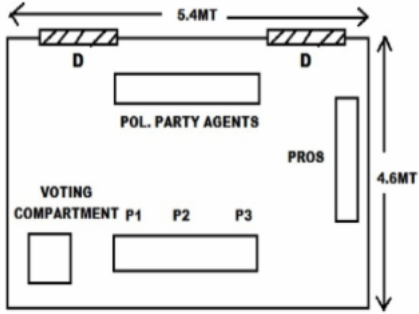 5.4MT
D
D
POL. PARTY AGENTS
PROS
4.6MT
VOTING
COMPARTMENT
P1 P2 P3